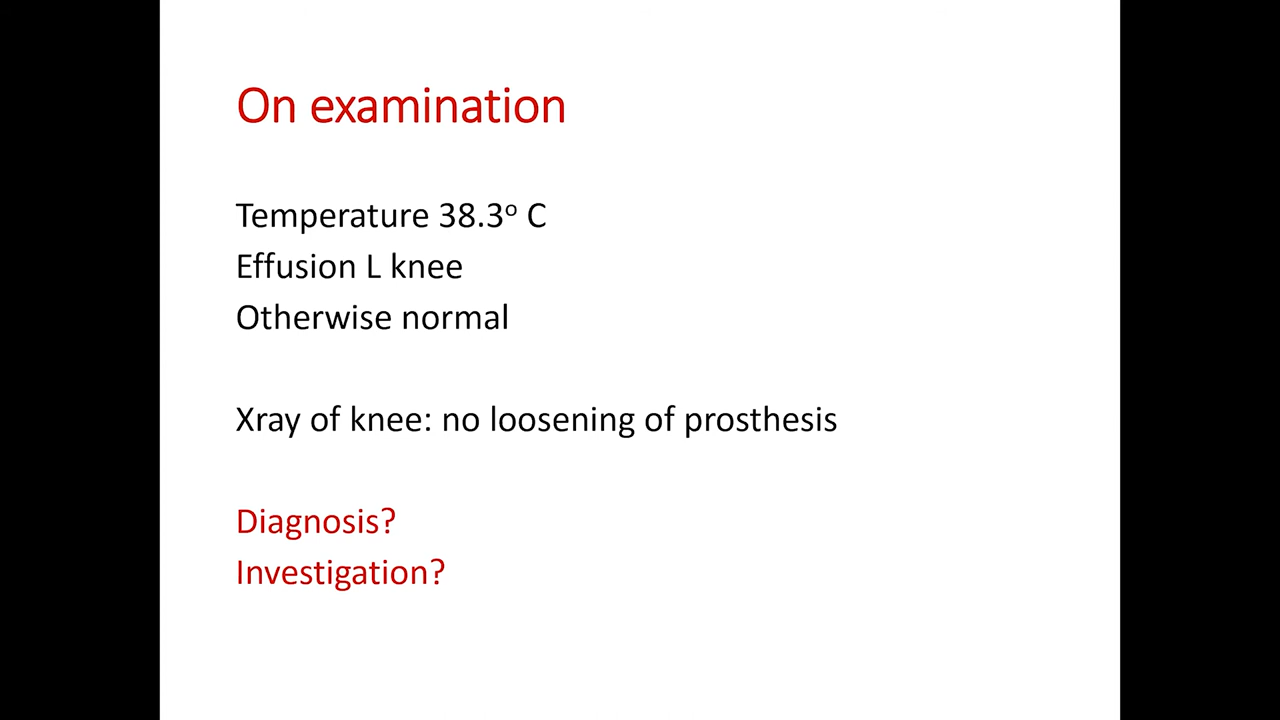 On examination
Temperature 38.3º C
Effusion L knee
Otherwise normal
Xray of knee: no loosening of prosthesis
Diagnosis?
Investigation?